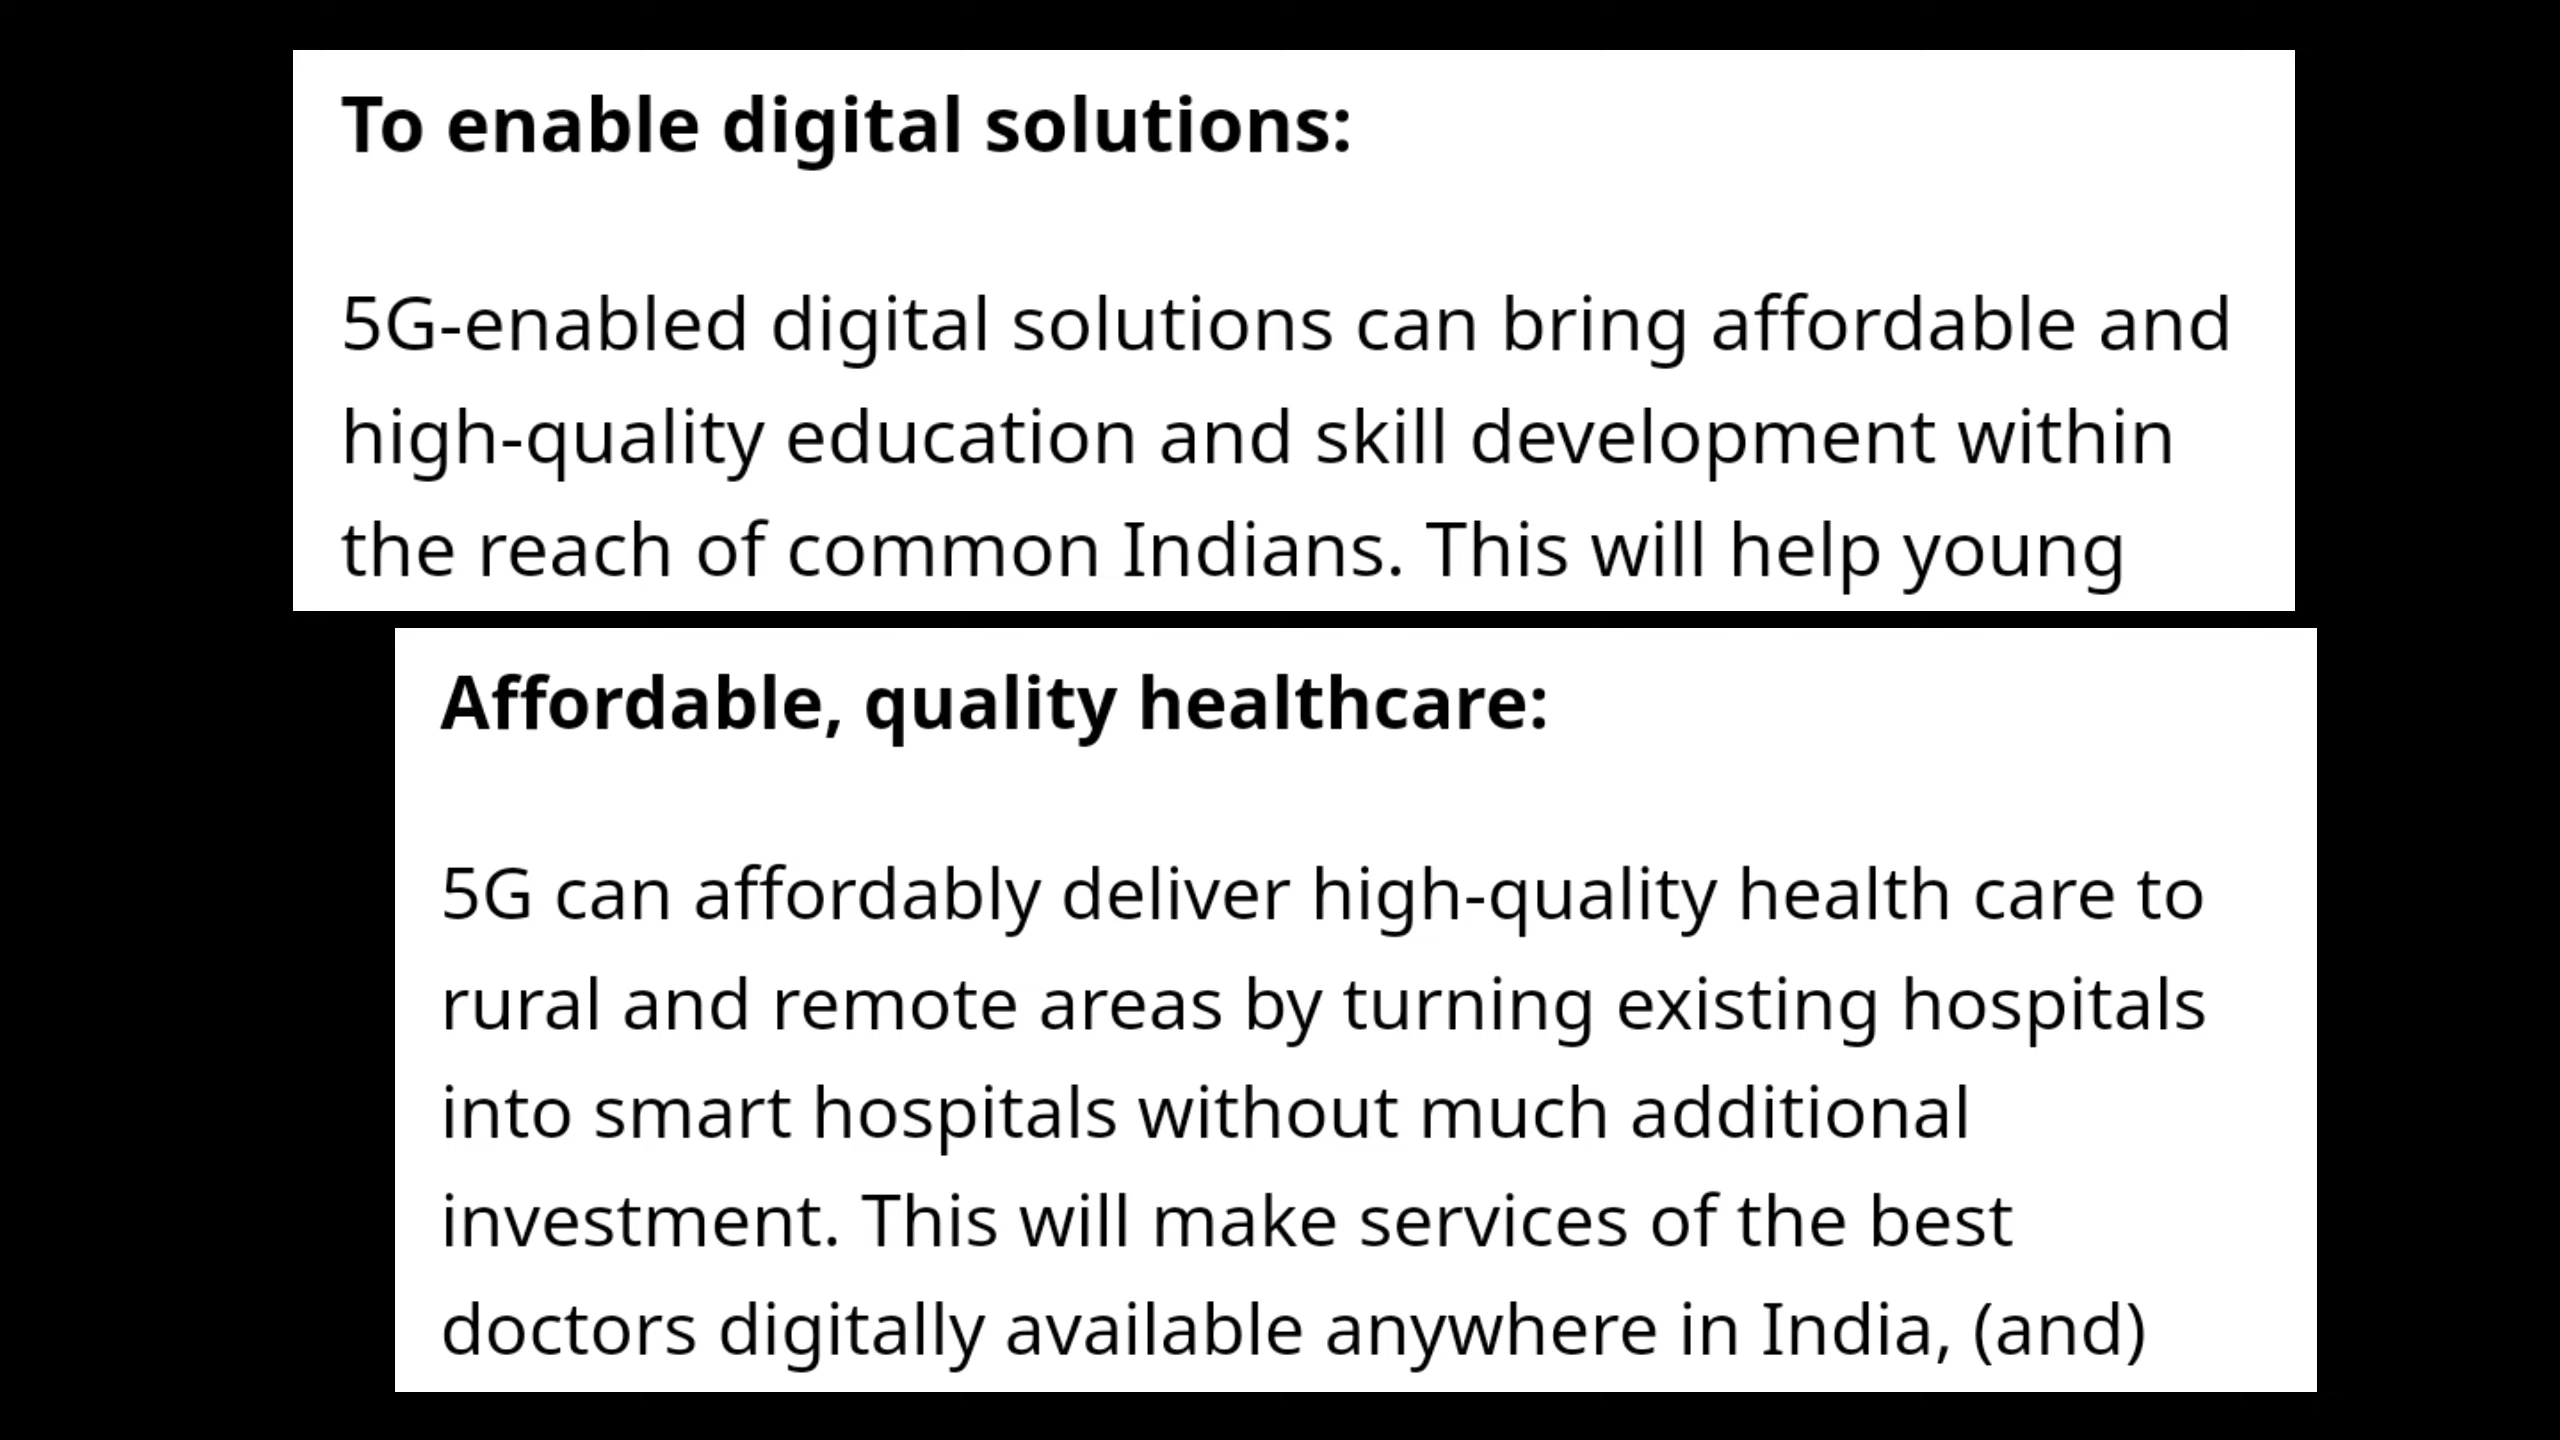 To enable digital solutions:
5G-enabled digital solutions can bring affordable and
high-quality education and skill development within
the reach of common Indians. This will help young
Affordable, quality healthcare:
5G can affordably deliver high-quality health care to
rural and remote areas by turning existing hospitals
into smart hospitals without much additional
investment. This will make services of the best
doctors digitally available anywhere in India, (and)